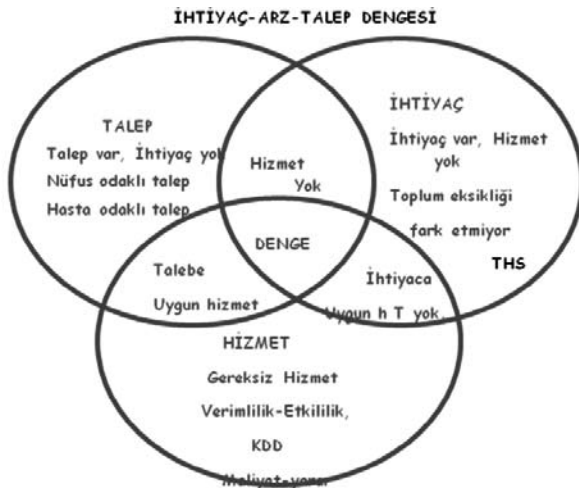 İHTİYAÇ-ARZ-TALEP DENGESİ
TALEP
Talep var, İhtiyaç yok
Nüfus odaklı talep
Hasta odaklı talep
Hizmet
Yok
İHTİYAÇ
İhtiyaç var, Hizmet
yok
Toplum eksikliği
fark etmiyor
THS
DENGE
Talebe
Uygun hizmet
İhtiyaca
Uygun h T yok.
HİZMET
Gereksiz Hizmet
Verimlilik-Etkililik,
KDD
Maliyet-yarar